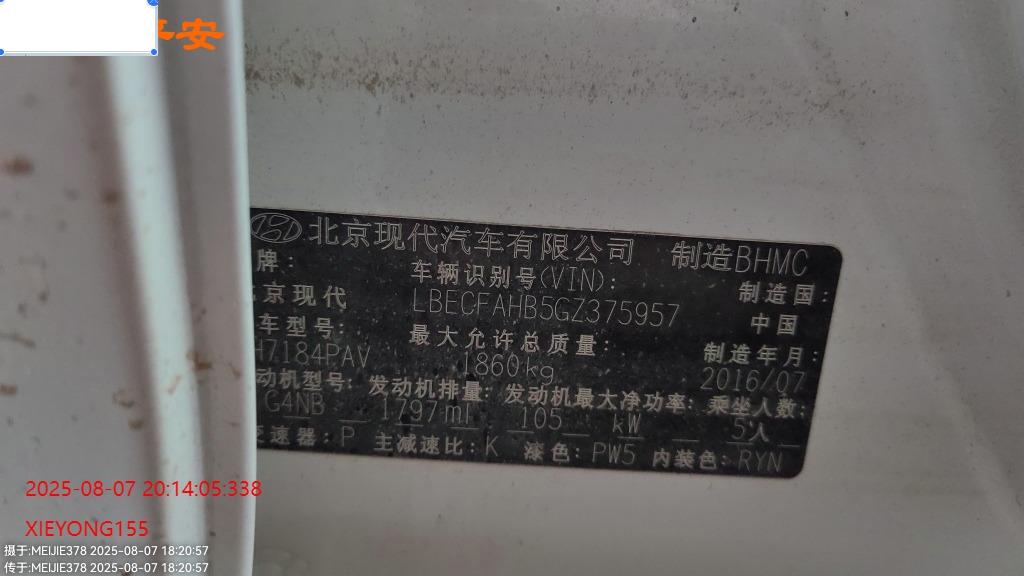 平安
北京现代汽车有限公司 制造BHMC
牌: 车辆识别号(VIN): 制造国:
京现代 LBECFAHB5GZ375957 中国
车型号: 最大允许总质量: 制造年月:
H7184PAV 1860kg 2016/07
动机型号: 发动机排量: 发动机最大净功率: 乘坐人数:
G4NB 1797ml 105 kW 5人
变速器: P 主减速比: K 漆色: PW5 内装色: RYN
2025-08-07 20:14:05:338
XIEYONG155
摄于:MEIJIE378 2025-08-07 18:20:57
传于:MEIJIE378 2025-08-07 18:20:57